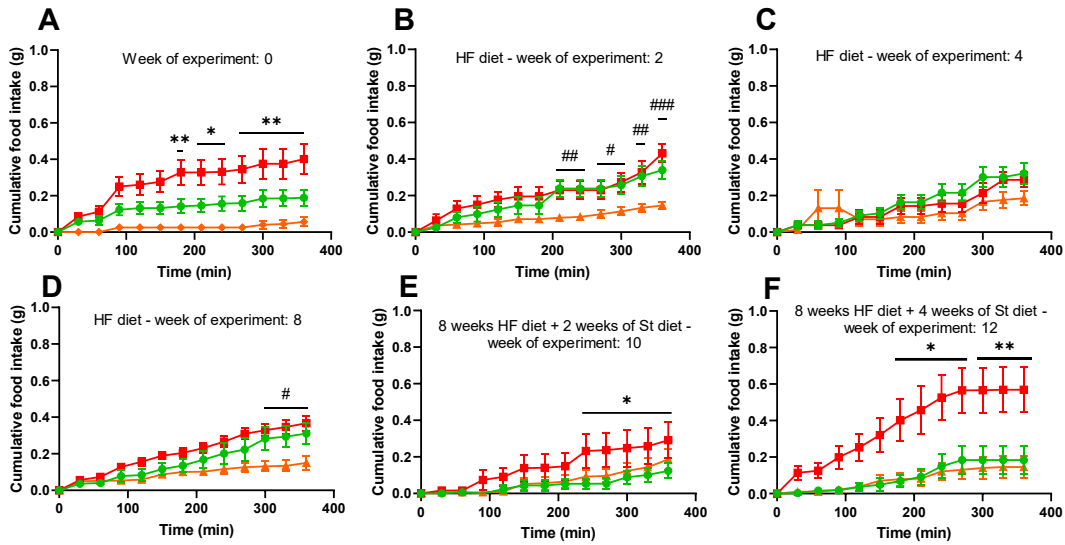 A
Week of experiment: 0
Cumulative food intake (g)
1.0
0.8
0.6
0.4
0.2
0.0
** * **
0 100 200 300 400
Time (min)
B
HF diet - week of experiment: 2
Cumulative food intake (g)
1.0
0.8
0.6
0.4
0.2
0.0
## # ## ###
0 100 200 300 400
Time (min)
C
HF diet - week of experiment: 4
Cumulative food intake (g)
1.0
0.8
0.6
0.4
0.2
0.0
0 100 200 300 400
Time (min)
D
HF diet - week of experiment: 8
Cumulative food intake (g)
1.0
0.8
0.6
0.4
0.2
0.0
#
0 100 200 300 400
Time (min)
E
8 weeks HF diet + 2 weeks of St diet -
week of experiment: 10
Cumulative food intake (g)
1.0
0.8
0.6
0.4
0.2
0.0
*
0 100 200 300 400
Time (min)
F
8 weeks HF diet + 4 weeks of St diet -
week of experiment: 12
Cumulative food intake (g)
1.0
0.8
0.6
0.4
0.2
0.0
* **
0 100 200 300 400
Time (min)